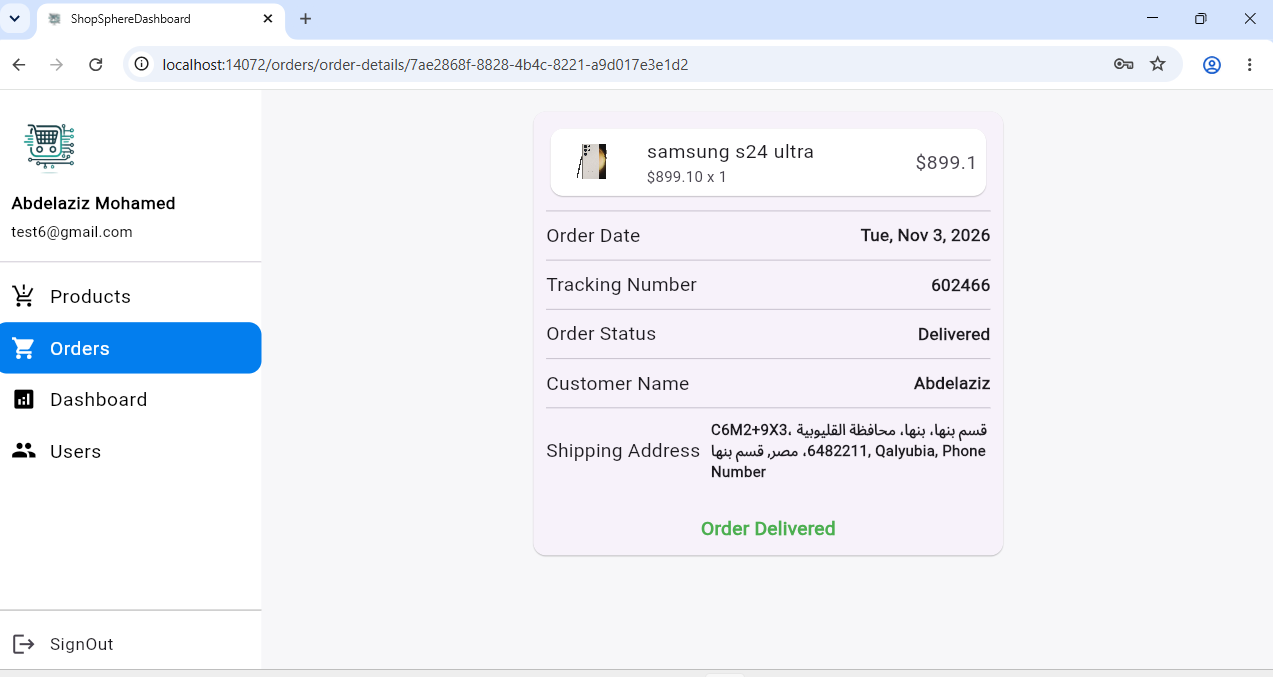 ShopSphereDashboard
localhost:14072/orders/order-details/7ae2868f-8828-4b4c-8221-a9d017e3e1d2
Abdelaziz Mohamed
test6@gmail.com
Products
Orders
Dashboard
Users
SignOut
samsung s24 ultra
$899.10 x 1
$899.1
Order Date
Tue, Nov 3, 2026
Tracking Number
602466
Order Status
Delivered
Customer Name
Abdelaziz
Shipping Address
C6M2+9X3، قسم بنها، بنها، محافظة القليوبية
6482211، مصر, قسم بنها, Qalyubia, Phone
Number
Order Delivered